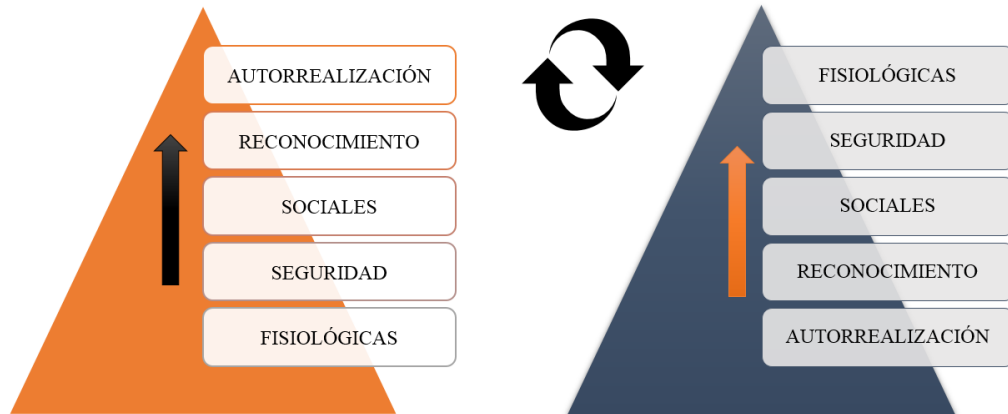 AUTORREALIZACIÓN
RECONOCIMIENTO
SOCIALES
SEGURIDAD
FISIOLÓGICAS
FISIOLÓGICAS
SEGURIDAD
SOCIALES
RECONOCIMIENTO
AUTORREALIZACIÓN